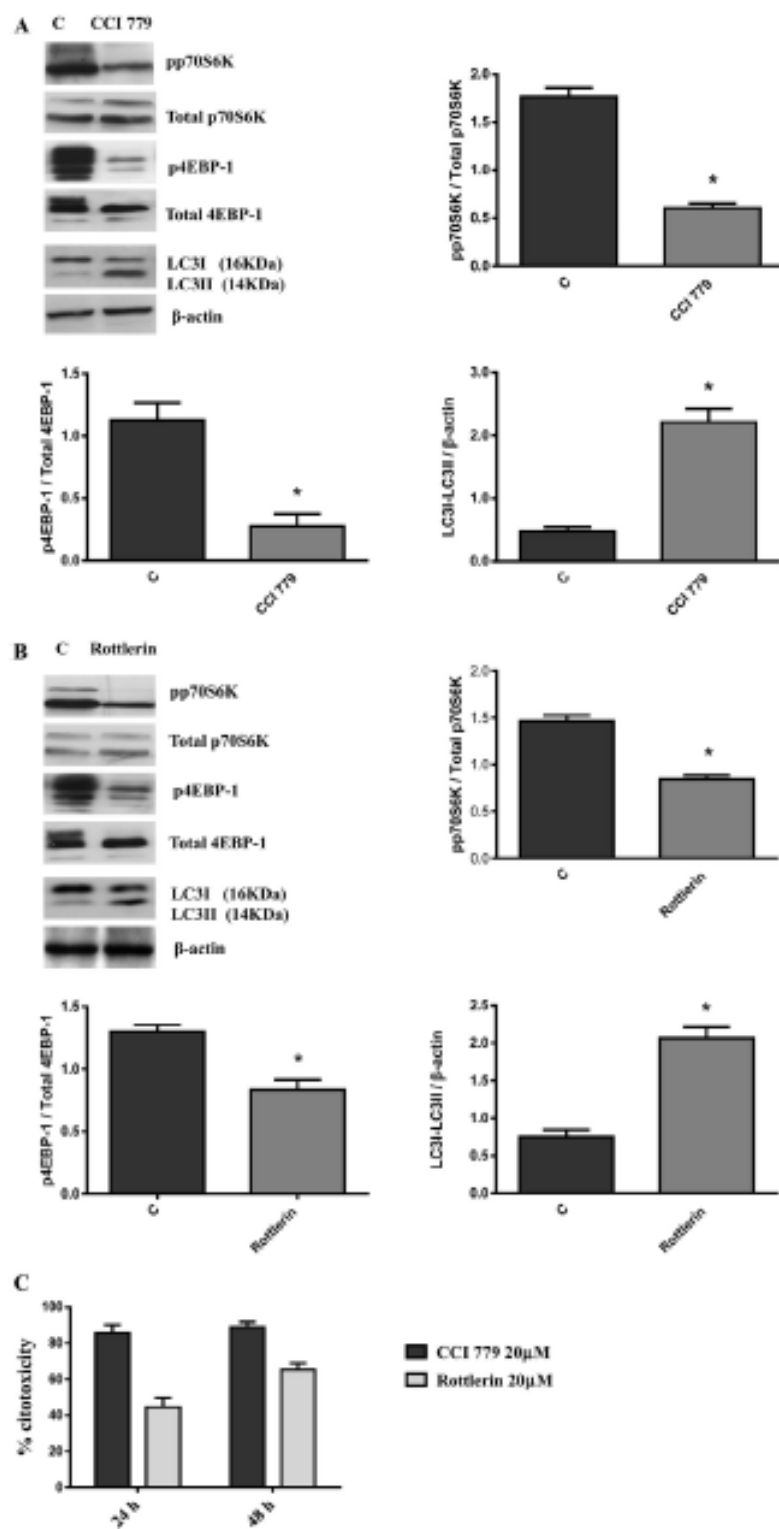 A
C CCI 779
pp70S6K
Total p70S6K
p4EBP-1
Total 4EBP-1
LC3I (16KDa)
LC3II (14KDa)
β-actin
pp70S6K / Total p70S6K
2.0
1.5
1.0
0.5
0.0
*
C
CCI 779
p4EBP-1 / Total 4EBP-1
1.5
1.0
0.5
0.0
*
C
CCI 779
LC3I-LC3II / β-actin
3.0
2.0
1.0
0.0
*
C
CCI 779
B
C Rottlerin
pp70S6K
Total p70S6K
p4EBP-1
Total 4EBP-1
LC3I (16KDa)
LC3II (14KDa)
β-actin
pp70S6K / Total p70S6K
2.0
1.5
1.0
0.5
0.0
*
C
Rottlerin
p4EBP-1 / Total 4EBP-1
1.5
1.0
0.5
0.0
*
C
Rottlerin
LC3I-LC3II / β-actin
2.5
2.0
1.5
1.0
0.5
0.0
*
C
Rottlerin
C
% citotoxicity
100
80
60
40
20
0
24 h
48 h
CCI 779 20μM
Rottlerin 20μM